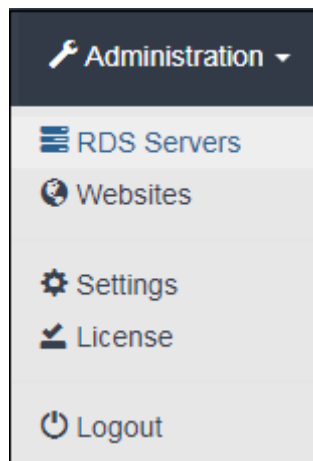 Administration
RDS Servers
Websites
Settings
License
Logout